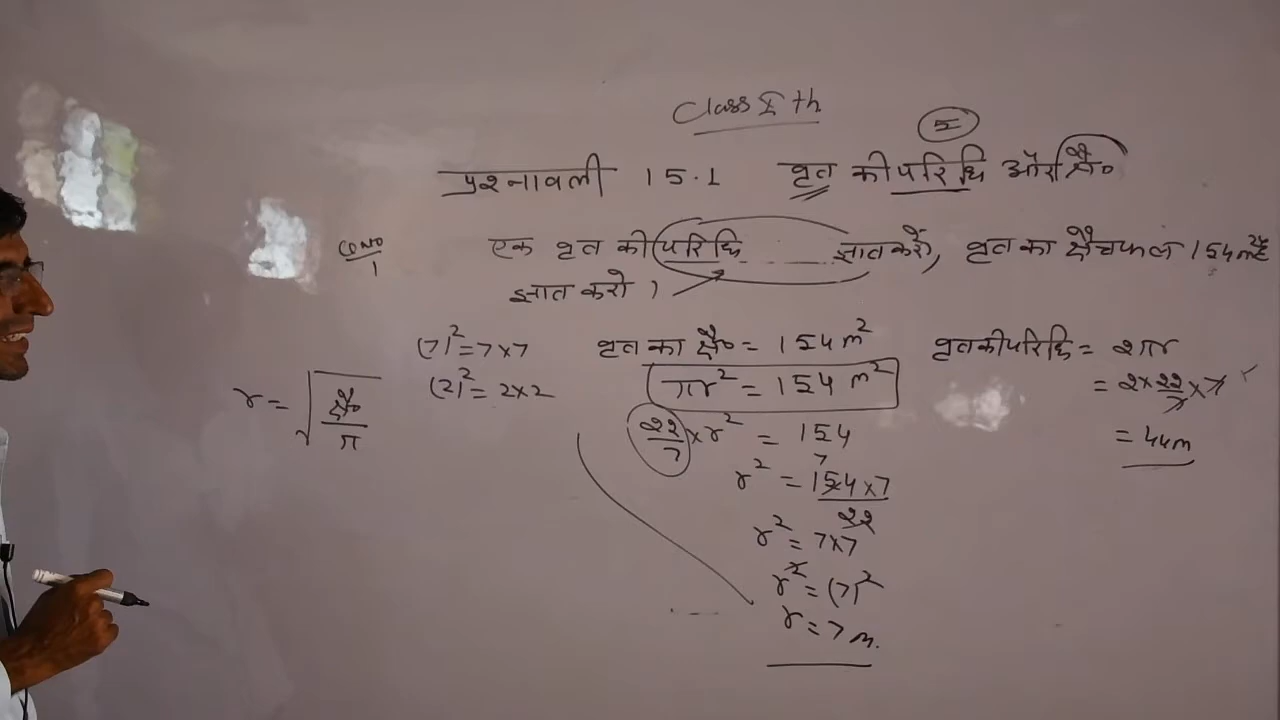 Class X th
5
प्रश्नावली 15.1 वृत की परिधि और क्षे०
Q NO 1 एक वृत की परिधि ज्ञात करो, वृत का क्षेत्रफल 154m² है
ज्ञात करो।
(7)² = 7×7
(2)² = 2×2
r = √क्षे०/π
वृत का क्षे० = 154 m²
πr² = 154 m²
22/7 × r² = 154
r² = 154×7/22
7
r² = 7×7
r² = (7)²
r = 7 m.
वृत की परिधि = 2πr
= 2×22/7×7
= 44m